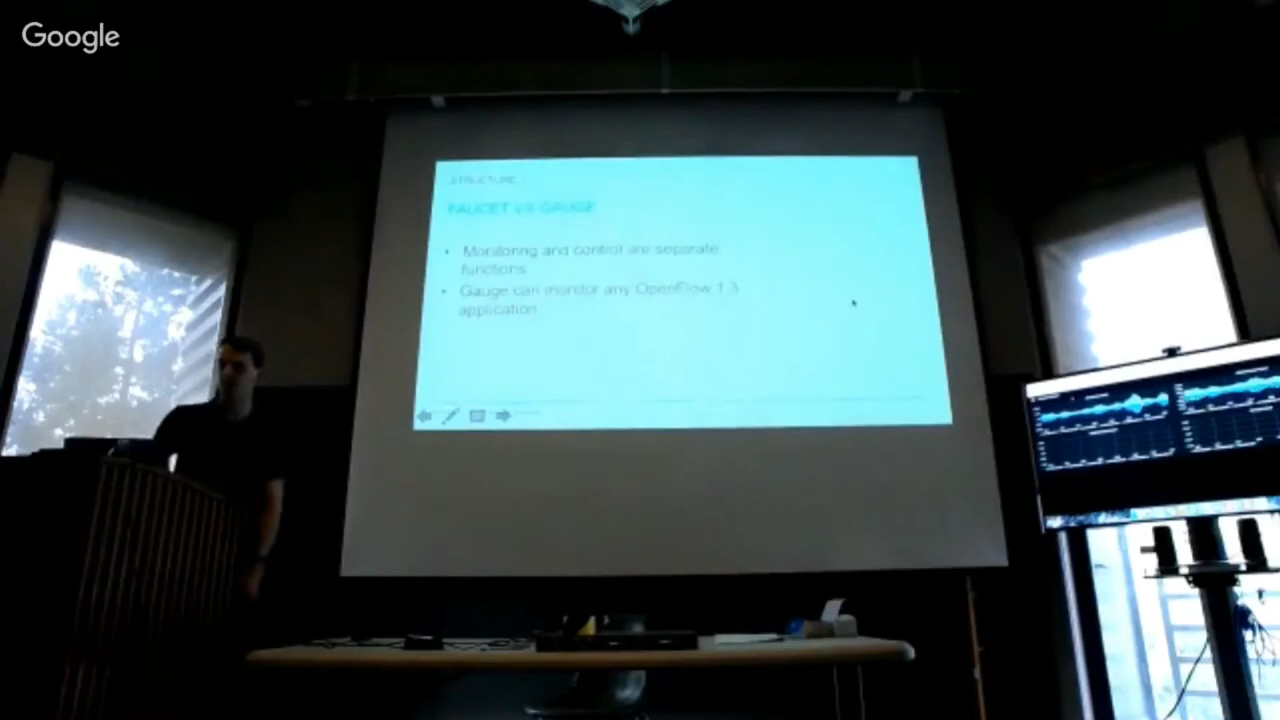 Google
STRUCTURE
FAUCET VS GAUGE
• Monitoring and control are separate
functions
• Gauge can monitor any OpenFlow 1.3
application